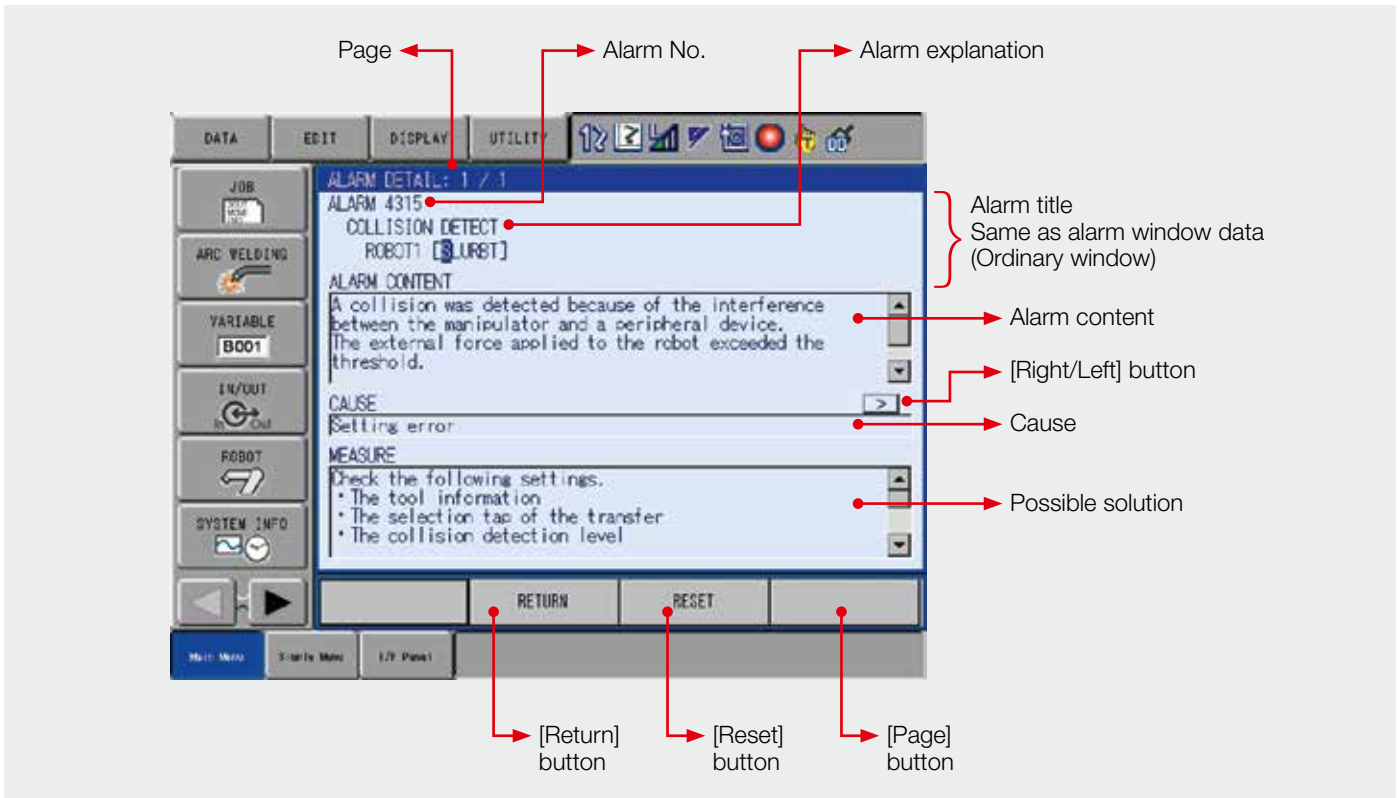 Page
Alarm No.
Alarm explanation
DATA
EDIT
DISPLAY
UTILITY
JOB
ALARM DETAIL: 1 / 1
ALARM 4315
COLLISION DETECT
ROBOT1 [SLURBT]
Alarm title
Same as alarm window data
(Ordinary window)
ARC WELDING
ALARM CONTENT
A collision was detected because of the interference
between the manipulator and a peripheral device.
The external force applied to the robot exceeded the
threshold.
Alarm content
VARIABLE
B001
[Right/Left] button
IN/OUT
In Out
CAUSE
>
Setting error
Cause
ROBOT
MEASURE
Check the following settings.
・The tool information
・The selection tap of the transfer
・The collision detection level
Possible solution
SYSTEM INFO
RETURN
RESET
Main Menu
Simple Menu
I/F Panel
[Return]
button
[Reset]
button
[Page]
button